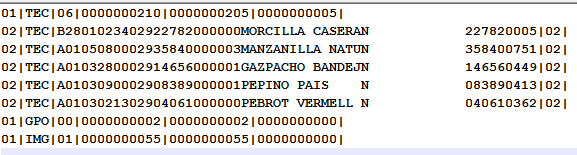 01|TEC|06|0000000210|0000000205|0000000005|
02|TEC|B2801023402922782000000MORCILLA CASERAN             227820005|02|
02|TEC|A0105080002935840000003MANZANILLA NATUN             358400751|02|
02|TEC|A0103280002914656000001GAZPACHO BANDEJN             146560449|02|
02|TEC|A0103090002908389000001PEPINO PAIS    N             083890413|02|
02|TEC|A0103021300290406100000PEBROT VERMELL N             040610362|02|
01|GPO|00|0000000002|0000000002|0000000000|
01|IMG|01|0000000055|0000000055|0000000000|